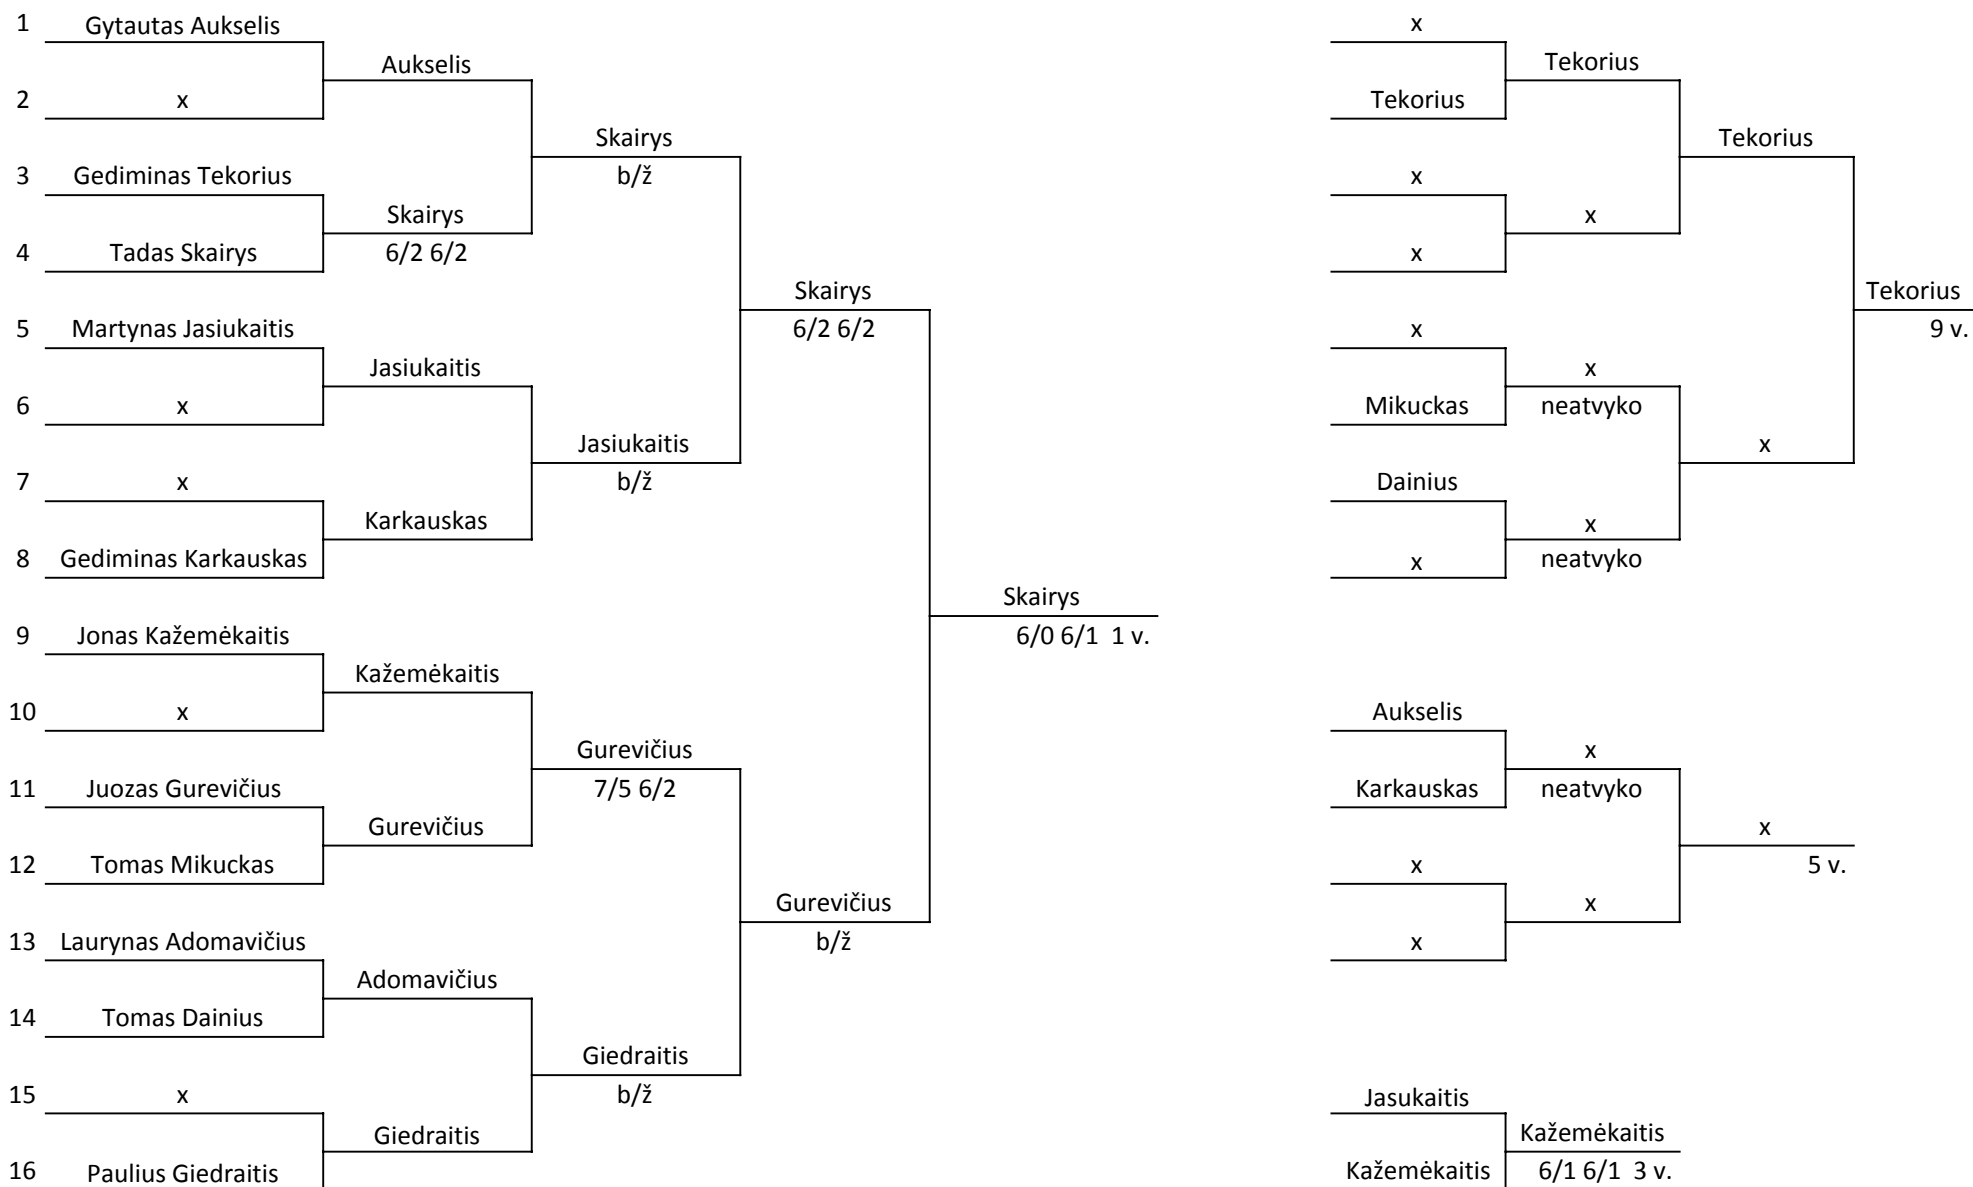 1 Gytautas Aukselis
Aukselis
2 x
Skairys
b/ž
3 Gediminas Tekorius
Skairys
6/2 6/2
4 Tadas Skairys
Skairys
6/2 6/2
5 Martynas Jasiukaitis
Jasiukaitis
6 x
Jasiukaitis
b/ž
7 x
Karkauskas
8 Gediminas Karkauskas
Skairys
6/0 6/1 1 v.
9 Jonas Kažemėkaitis
Kažemėkaitis
10 x
Gurevičius
7/5 6/2
11 Juozas Gurevičius
Gurevičius
12 Tomas Mikuckas
Gurevičius
b/ž
13 Laurynas Adomavičius
Adomavičius
14 Tomas Dainius
Giedraitis
b/ž
15 x
Giedraitis
16 Paulius Giedraitis
x
Tekorius
Tekorius
Tekorius
x
x
x
Tekorius
9 v.
x
x
Mikuckas
neatvyko
x
Dainius
x
x
neatvyko
Aukselis
x
Karkauskas
neatvyko
x
5 v.
x
x
x
Jasukaitis
Kažemėkaitis
Kažemėkaitis
6/1 6/1 3 v.